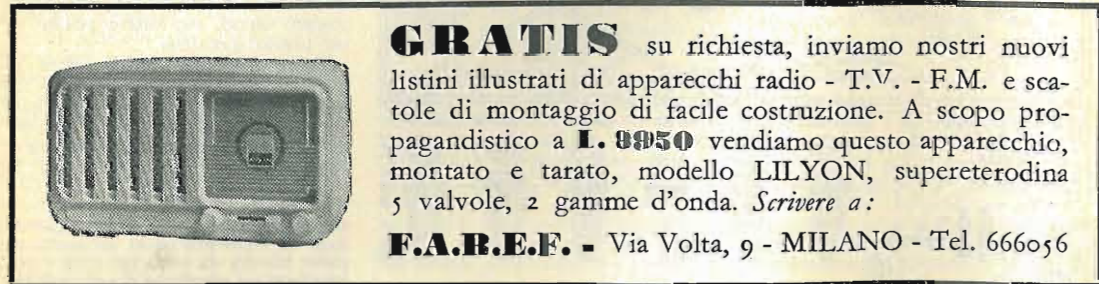 GRATIS su richiesta, inviamo nostri nuovi
listini illustrati di apparecchi radio - T.V. - F.M. e sca-
tole di montaggio di facile costruzione. A scopo pro-
pagandistico a L. 8950 vendiamo questo apparecchio,
montato e tarato, modello LILYON, supereterodina
5 valvole, 2 gamme d'onda. Scrivere a:
F.A.R.E.F. - Via Volta, 9 - MILANO - Tel. 666056